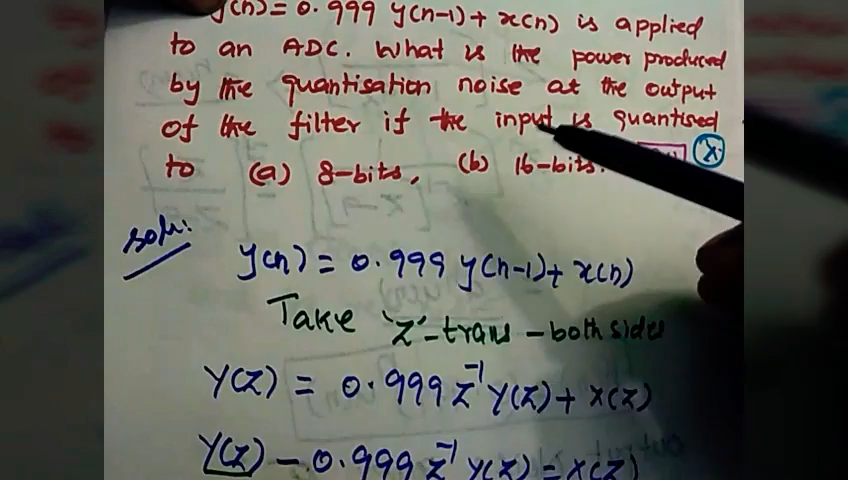 y(n) = 0.999 y(n-1) + x(n) is applied
to an ADC. What is the power produced
by the quantisation noise at the output
of the filter if the input is quantised
to (a) 8-bits, (b) 16-bits.
soln:
y(n) = 0.999 y(n-1) + x(n)
Take 'z'-trans - both sides
Y(z) = 0.999 z⁻¹ Y(z) + X(z)
Y(z) - 0.999 z⁻¹ Y(z) = X(z)